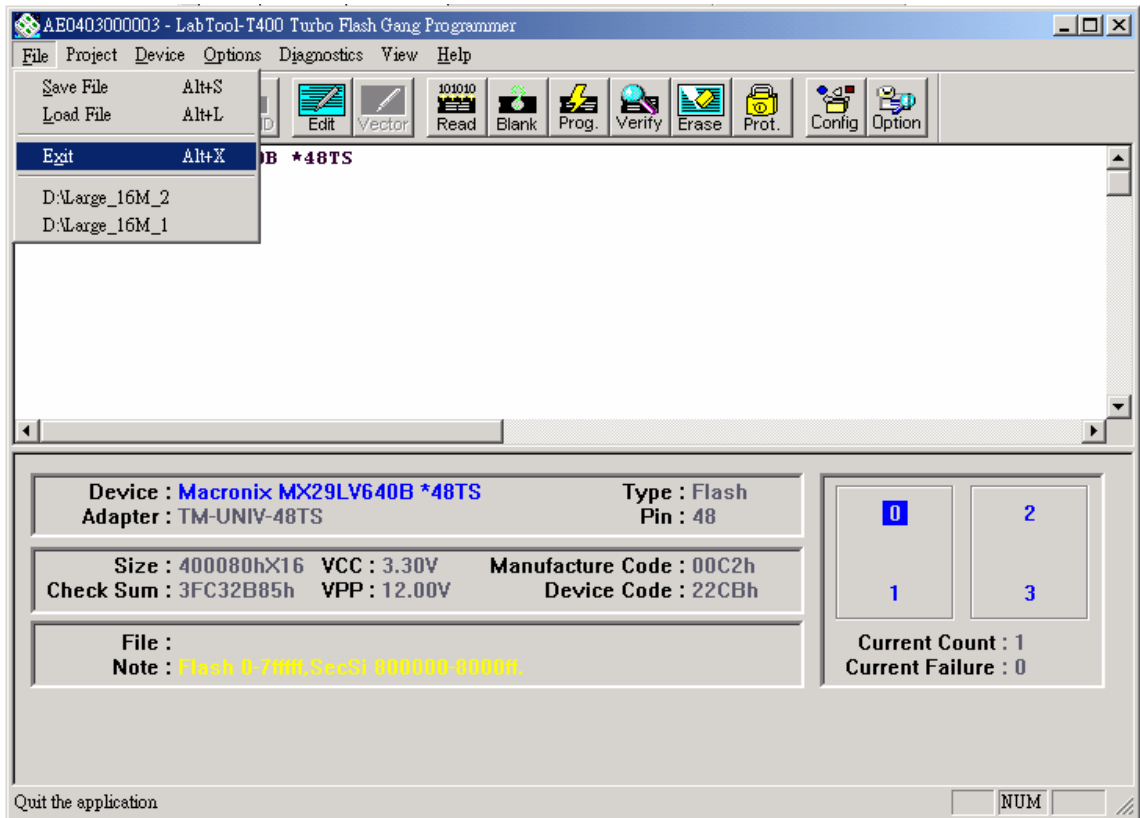 AE0403000003 - LabTool-T400 Turbo Flash Gang Programmer
File Project Device Options Diagnostics View Help
Save File Alt+S
Load File Alt+L
Exit Alt+X
D:\Large_16M_2
D:\Large_16M_1
Edit Vector 101010 Read Blank Prog. Verify Erase Prot. Config Option
B *48TS
Device : Macronix MX29LV640B *48TS Type : Flash
Adapter : TM-UNIV-48TS Pin : 48
Size : 400080hX16 VCC : 3.30V Manufacture Code : 00C2h
Check Sum : 3FC32B85h VPP : 12.00V Device Code : 22CBh
File :
Note : Flash 0-7fffff,SecSi 800000-8000ff.
0 2
1 3
Current Count : 1
Current Failure : 0
Quit the application
NUM